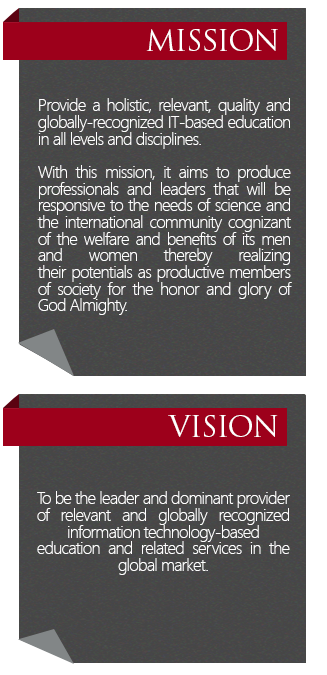 MISSION
Provide a holistic, relevant, quality and
globally-recognized IT-based education
in all levels and disciplines.
With this mission, it aims to produce
professionals and leaders that will be
responsive to the needs of science and
the international community cognizant
of the welfare and benefits of its men
and women thereby realizing
their potentials as productive members
of society for the honor and glory of
God Almighty.
VISION
To be the leader and dominant provider
of relevant and globally recognized
information technology-based
education and related services in the
global market.